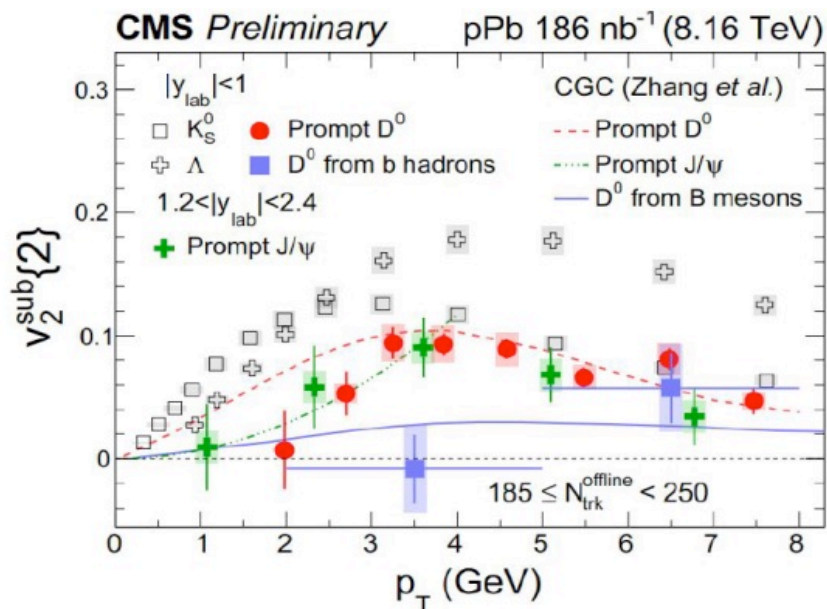 CMS Preliminary pPb 186 nb⁻¹ (8.16 TeV)
|y_lab|<1
K⁰_S Prompt D⁰
Λ D⁰ from b hadrons
1.2<|y_lab|<2.4
Prompt J/ψ
CGC (Zhang et al.)
Prompt D⁰
Prompt J/ψ
D⁰ from B mesons
v₂^sub{2}
0.3
0.2
0.1
0
185 ≤ N_trk^offline < 250
0 1 2 3 4 5 6 7 8
p_T (GeV)